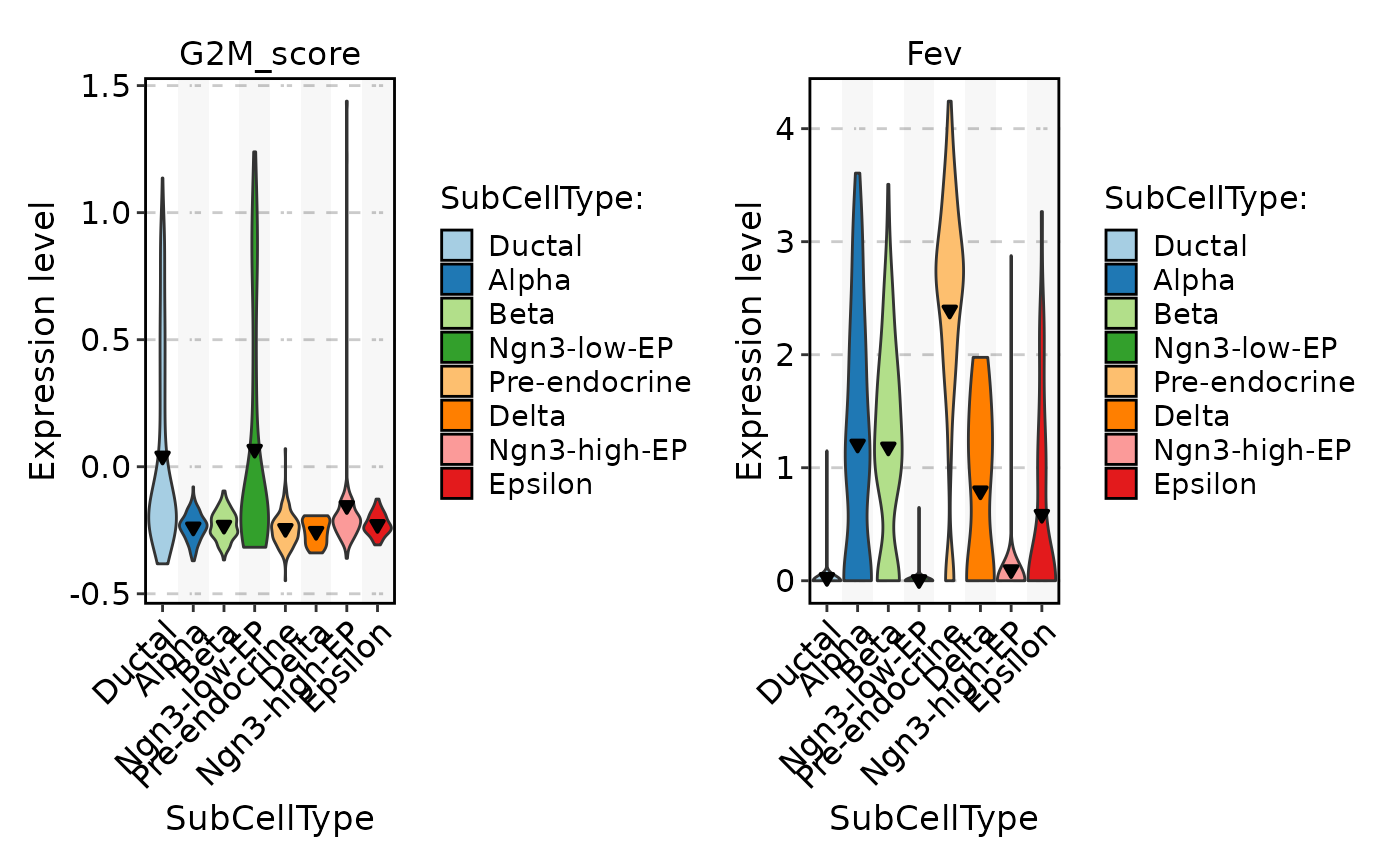 G2M_score
Expression level
1.5
1.0
0.5
0.0
-0.5
Ductal
Alpha
Beta
Ngn3-low-EP
Pre-endocrine
Delta
Ngn3-high-EP
Epsilon
SubCellType
SubCellType:
Ductal
Alpha
Beta
Ngn3-low-EP
Pre-endocrine
Delta
Ngn3-high-EP
Epsilon
Fev
Expression level
4
3
2
1
0
Ductal
Alpha
Beta
Ngn3-low-EP
Pre-endocrine
Delta
Ngn3-high-EP
Epsilon
SubCellType
SubCellType:
Ductal
Alpha
Beta
Ngn3-low-EP
Pre-endocrine
Delta
Ngn3-high-EP
Epsilon